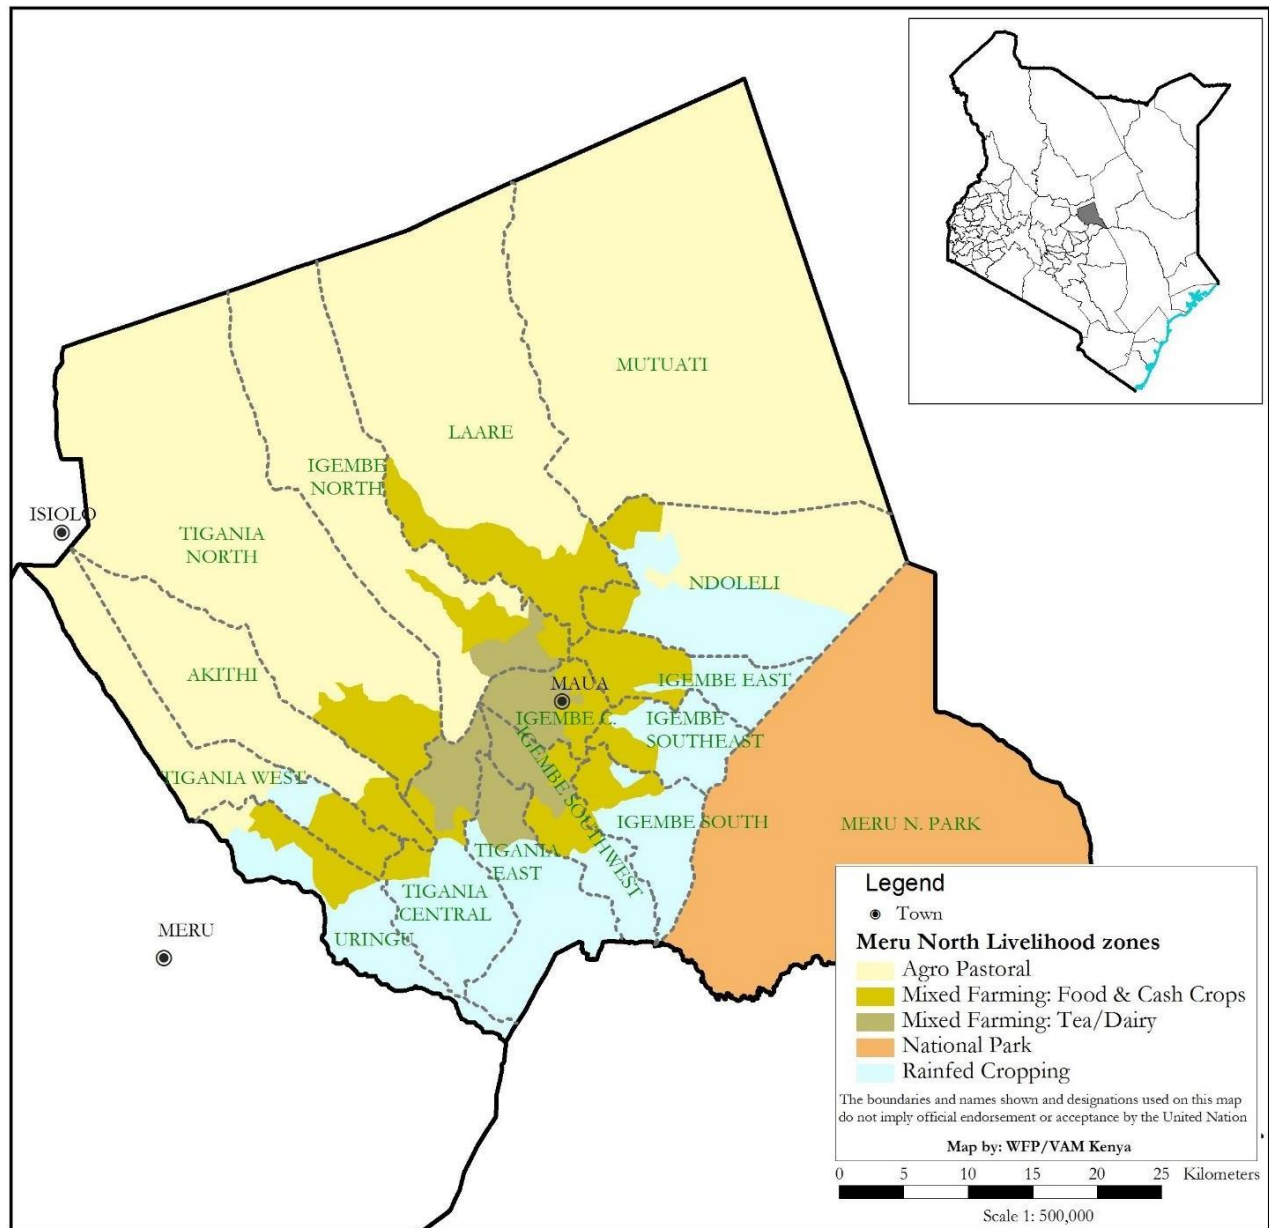 MUTUATI
LAARE
IGEMBE
NORTH
ISIOLO
TIGANIA
NORTH
NDOLELI
AKITHI
MAUA
IGEMBE EAST
IGEMBE C.
IGEMBE
SOUTHEAST
IGEMBE SOUTHWEST
TIGANIA WEST
IGEMBE SOUTH
MERU N. PARK
TIGANIA
EAST
TIGANIA
CENTRAL
URINGU
MERU
Legend
Town
Meru North Livelihood zones
Agro Pastoral
Mixed Farming: Food & Cash Crops
Mixed Farming: Tea/Dairy
National Park
Rainfed Cropping
The boundaries and names shown and designations used on this map
do not imply official endorsement or acceptance by the United Nation
Map by: WFP/VAM Kenya
0 5 10 15 20 25 Kilometers
Scale 1: 500,000